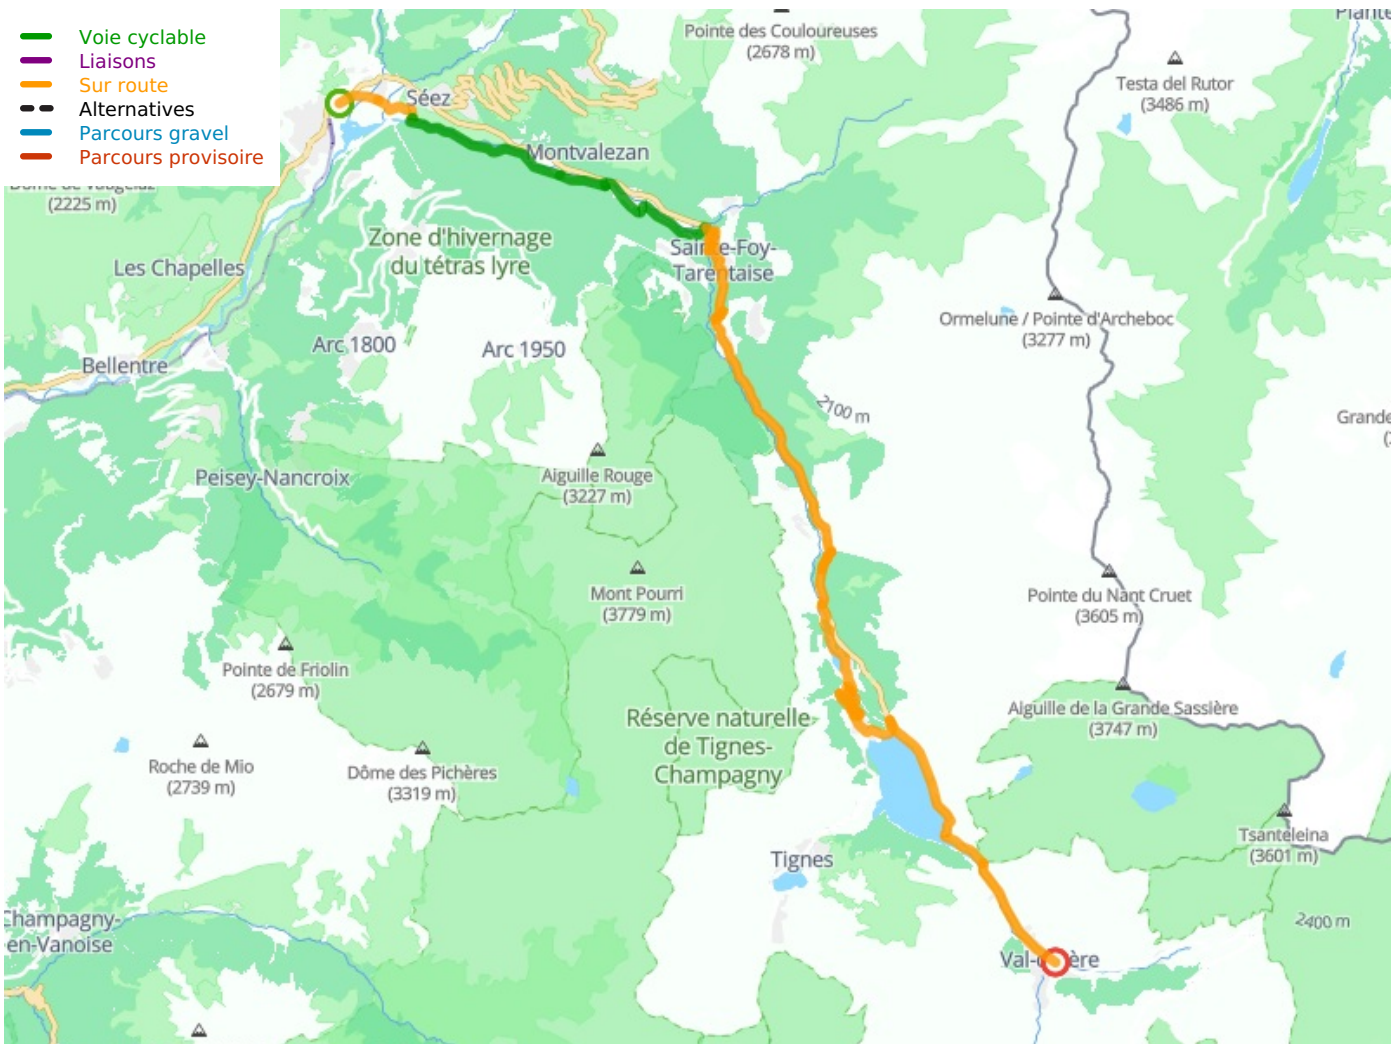 Voie cyclable
Liaisons
Sur route
Alternatives
Parcours gravel
Parcours provisoire
Pointe des Couloureuses
(2678 m)
Testa del Rutor
(3486 m)
Séez
Montvalezan
(2225 m)
Zone d'hivernage
du tétras lyre
Les Chapelles
Tarentaise
Ormelune / Pointe d'Archeboc
(3277 m)
Arc 1800
Arc 1950
Bellentre
2100 m
Grande
Peisey-Nancroix
Aiguille Rouge
(3227 m)
Mont Pourri
(3779 m)
Pointe du Nant Cruet
(3605 m)
Pointe de Friolin
(2679 m)
Aiguille de la Grande Sassière
(3747 m)
Réserve naturelle
de Tignes-
Champagny
Roche de Mio
(2739 m)
Dôme des Pichères
(3319 m)
Tsanteleina
(3601 m)
Tignes
Champagny-
en-Vanoise
2400 m